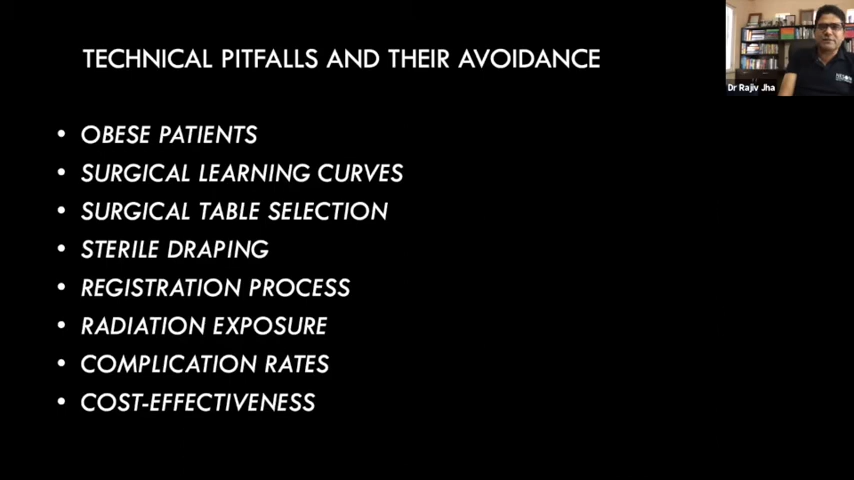 TECHNICAL PITFALLS AND THEIR AVOIDANCE
Dr Rajiv Jha
• OBESE PATIENTS
• SURGICAL LEARNING CURVES
• SURGICAL TABLE SELECTION
• STERILE DRAPING
• REGISTRATION PROCESS
• RADIATION EXPOSURE
• COMPLICATION RATES
• COST-EFFECTIVENESS